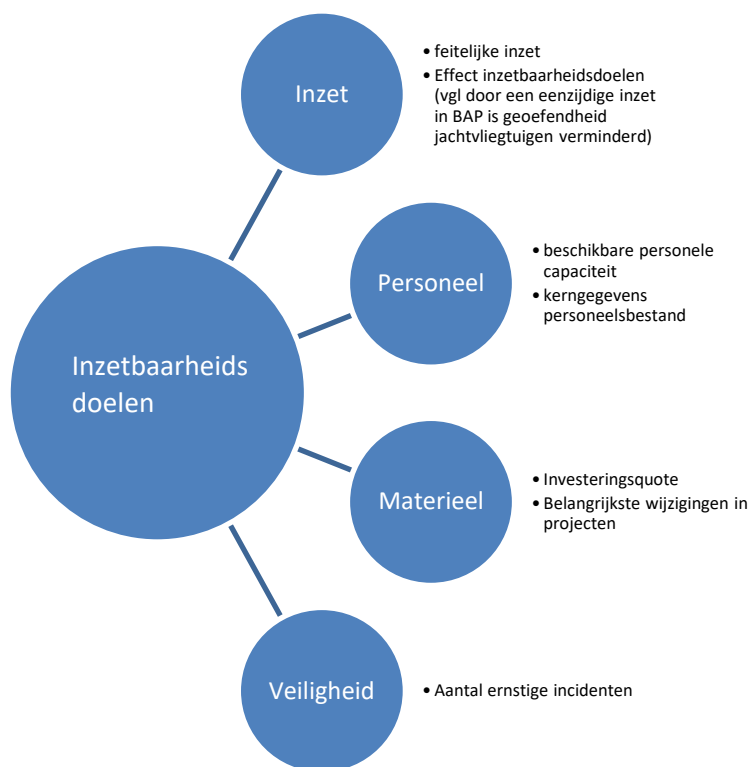 Inzet
• feitelijke inzet
• Effect inzetbaarheidsdoelen
(vgl door een eenzijdige inzet
in BAP is geoefendheid
jachtvliegtuigen verminderd)
Personeel
• beschikbare personele
capaciteit
• kerngegevens
personeelsbestand
Inzetbaarheids
doelen
Materieel
• Investeringsquote
• Belangrijkste wijzigingen in
projecten
Veiligheid
• Aantal ernstige incidenten